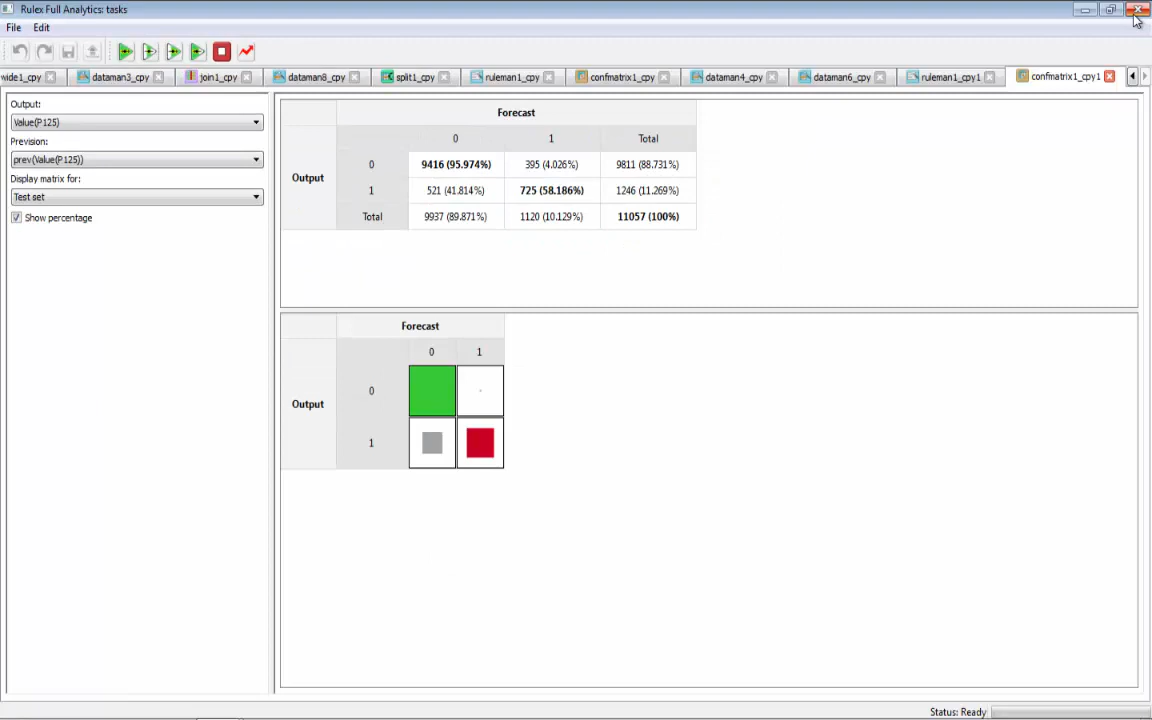 Rulex Full Analytics: tasks
File Edit
wide1_cpy dataman3_cpy join1_cpy dataman8_cpy split1_cpy ruleman1_cpy confmatrix1_cpy dataman4_cpy dataman6_cpy ruleman1_cpy1 confmatrix1_cpy1
Output:
Value(P125)
Prevision:
prev(Value(P125))
Display matrix for:
Test set
Show percentage
Forecast
0 1 Total
Output
0 9416 (95.974%) 395 (4.026%) 9811 (88.731%)
1 521 (41.814%) 725 (58.186%) 1246 (11.269%)
Total 9937 (89.871%) 1120 (10.129%) 11057 (100%)
Forecast
0 1
Output
0
1
Status: Ready